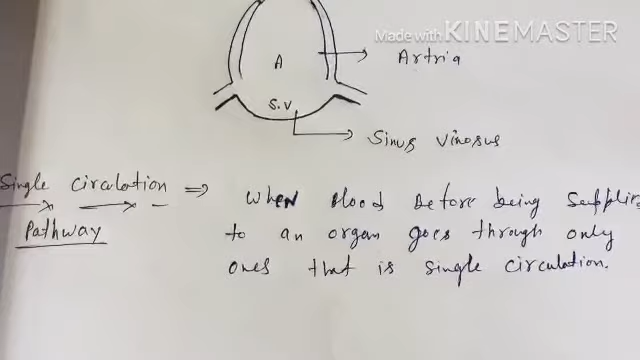 Made with KINEMASTER
A
Artria
S.V
Sinus Vinosus
Single Circulation ⇒ When Blood Before being Supplie
Pathway
to an organ goes through only
ones that is single circulation.